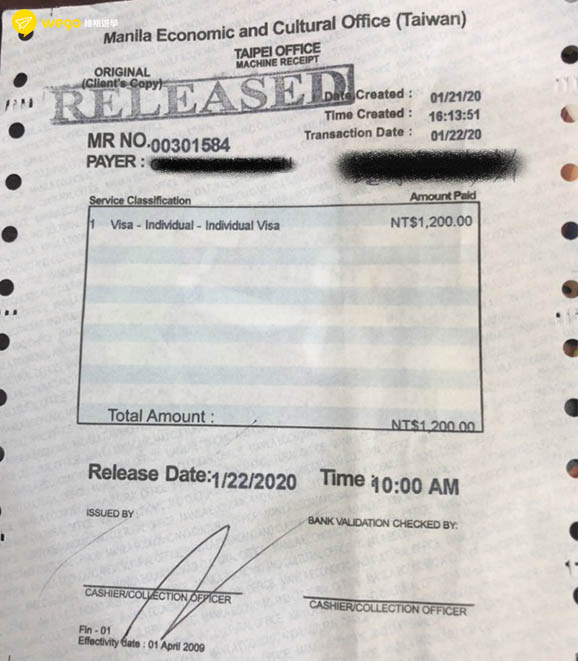 wego 維格遊學
Manila Economic and Cultural Office (Taiwan)
TAIPEI OFFICE
MACHINE RECEIPT
ORIGINAL
(Client's Copy)
RELEASED
Date Created : 01/21/20
Time Created : 16:13:51
Transaction Date : 01/22/20
MR NO. 00301584
PAYER :
Service Classification Amount Paid
1 Visa - Individual - Individual Visa NT$1,200.00
Total Amount : NT$1,200.00
Release Date: 1/22/2020 Time : 10:00 AM
ISSUED BY :
BANK VALIDATION CHECKED BY:
CASHIER/COLLECTION OFFICER
CASHIER/COLLECTION OFFICER
Fin - 01
Effectivity date : 01 April 2009